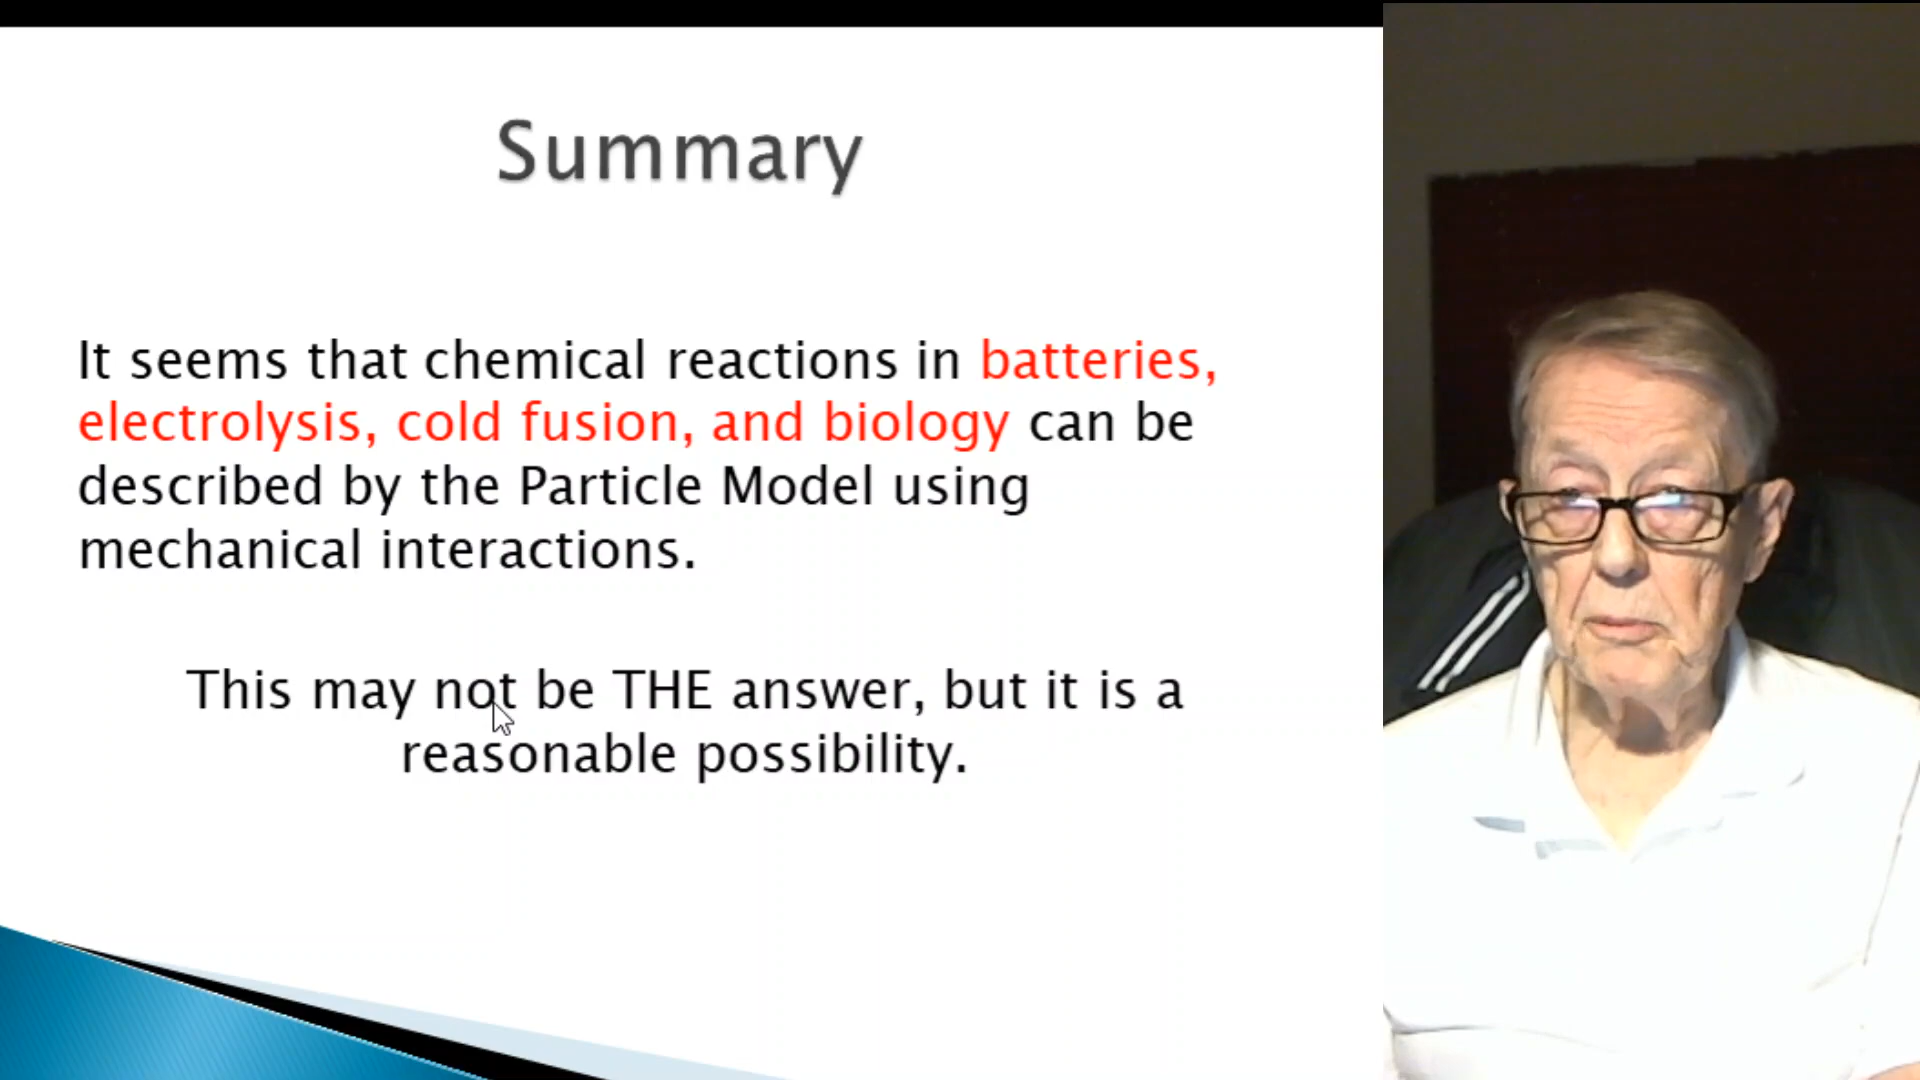 Summary
It seems that chemical reactions in batteries,
electrolysis, cold fusion, and biology can be
described by the Particle Model using
mechanical interactions.
This may not be THE answer, but it is a
reasonable possibility.